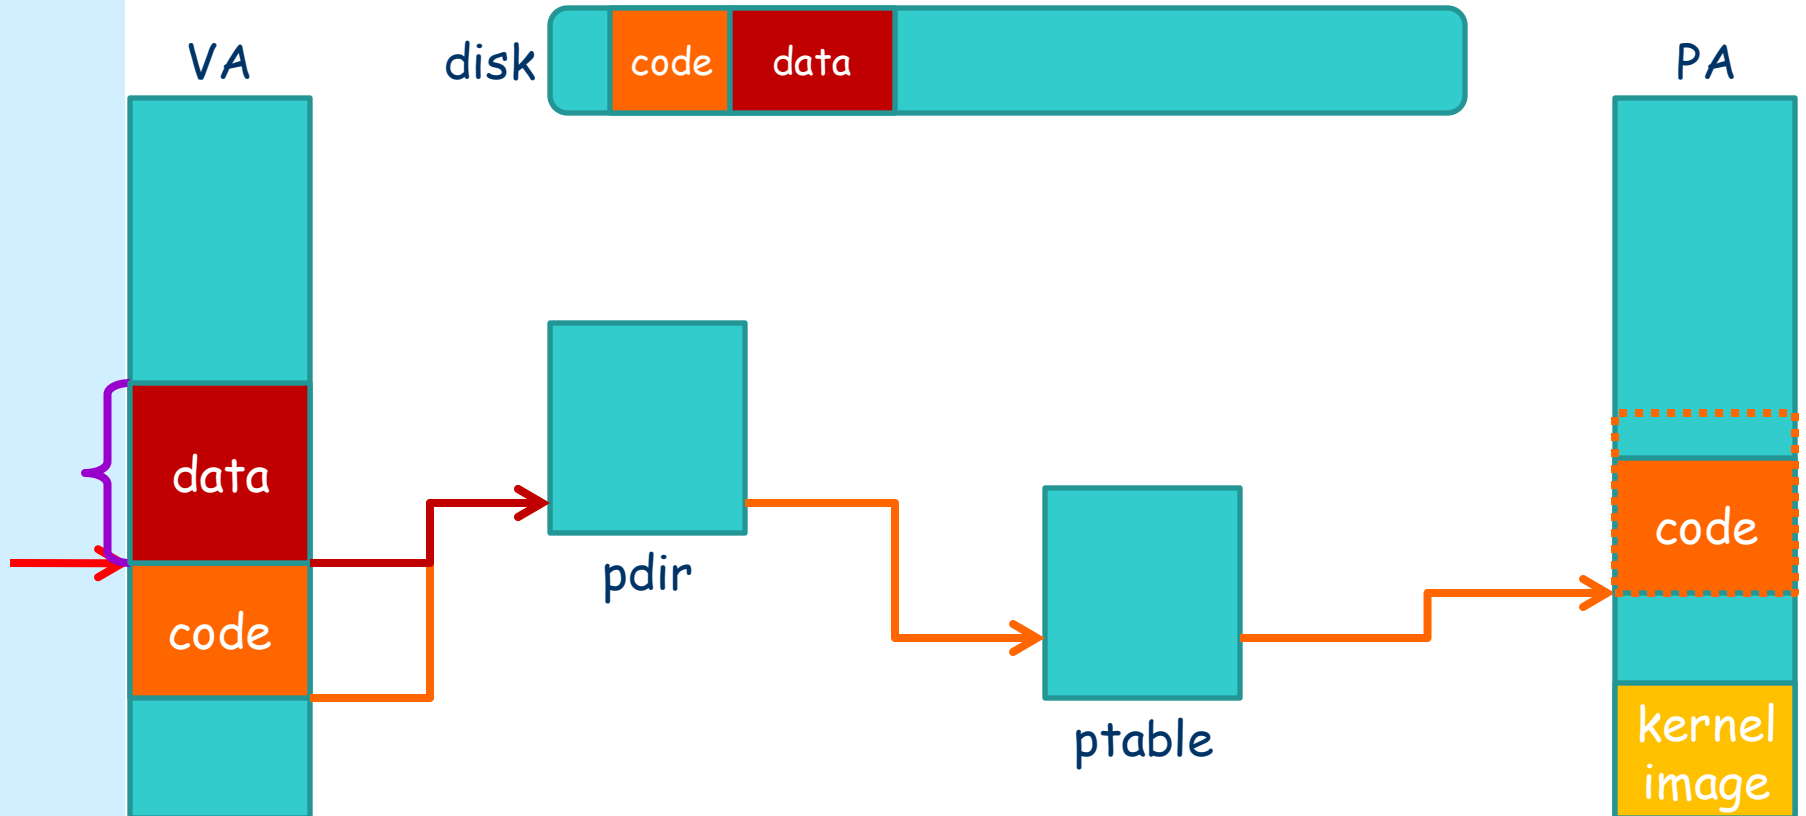 VA
disk
code
data
PA
data
code
pdir
ptable
code
kernel
image